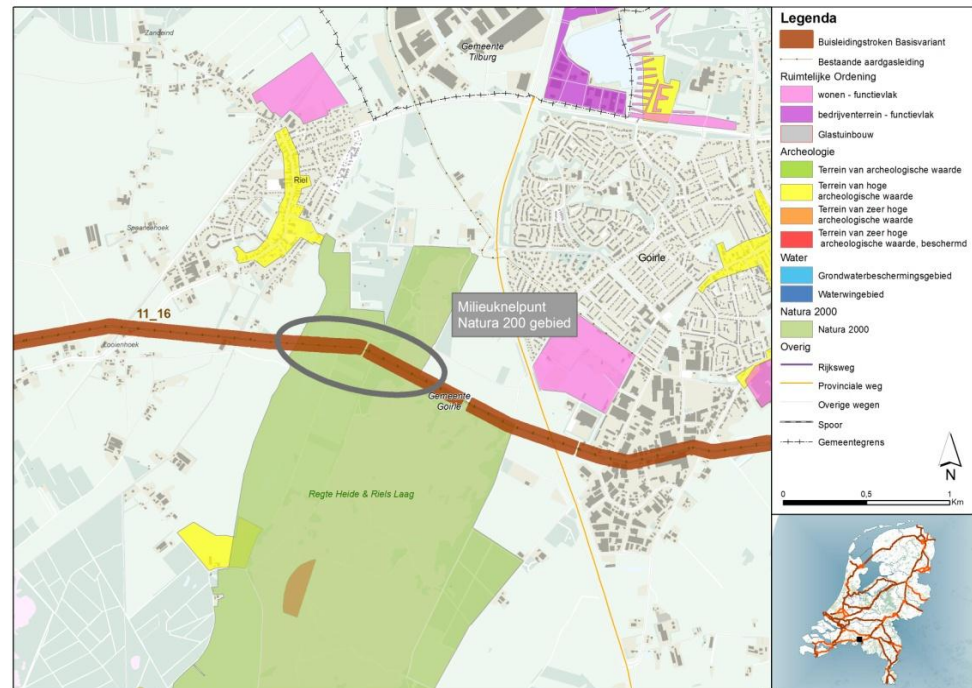 Zandeind
Gemeente
Tilburg
Riel
Spaansehoek
Goirle
11_16
Looienhoek
Milieuknelpunt
Natura 200 gebied
Gemeente
Goirle
Regte Heide & Riels Laag
Legenda
Buisleidingstroken Basisvariant
Bestaande aardgasleiding
Ruimtelijke Ordening
wonen - functievlak
bedrijventerrein - functievlak
Glastuinbouw
Archeologie
Terrein van archeologische waarde
Terrein van hoge
archeologische waarde
Terrein van zeer hoge
archeologische waarde
Terrein van zeer hoge
archeologische waarde, beschermd
Water
Grondwaterbeschermingsgebied
Waterwingebied
Natura 2000
Natura 2000
Overig
Rijksweg
Provinciale weg
Overige wegen
Spoor
Gemeentegrens
N
0 0,5 1
Km